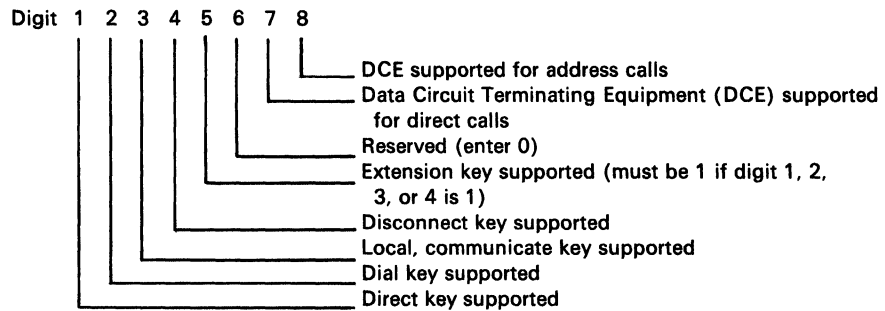 Digit 1 2 3 4 5 6 7 8
DCE supported for address calls
Data Circuit Terminating Equipment (DCE) supported
for direct calls
Reserved (enter 0)
Extension key supported (must be 1 if digit 1, 2,
3, or 4 is 1)
Disconnect key supported
Local, communicate key supported
Dial key supported
Direct key supported